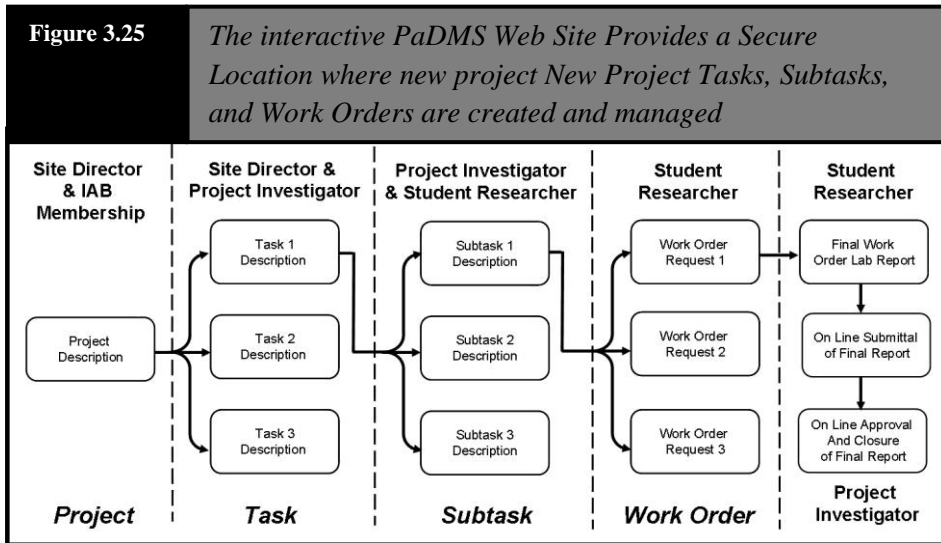 Figure 3.25
The interactive PaDMS Web Site Provides a Secure
Location where new project New Project Tasks, Subtasks,
and Work Orders are created and managed
Site Director
& IAB
Membership
Project
Description
Project
Site Director &
Project Investigator
Task 1
Description
Task 2
Description
Task 3
Description
Task
Project Investigator
& Student Researcher
Subtask 1
Description
Subtask 2
Description
Subtask 3
Description
Subtask
Student
Researcher
Work Order
Request 1
Work Order
Request 2
Work Order
Request 3
Work Order
Student
Researcher
Final Work
Order Lab Report
On Line Submittal
of Final Report
On Line Approval
And Closure
of Final Report
Project
Investigator